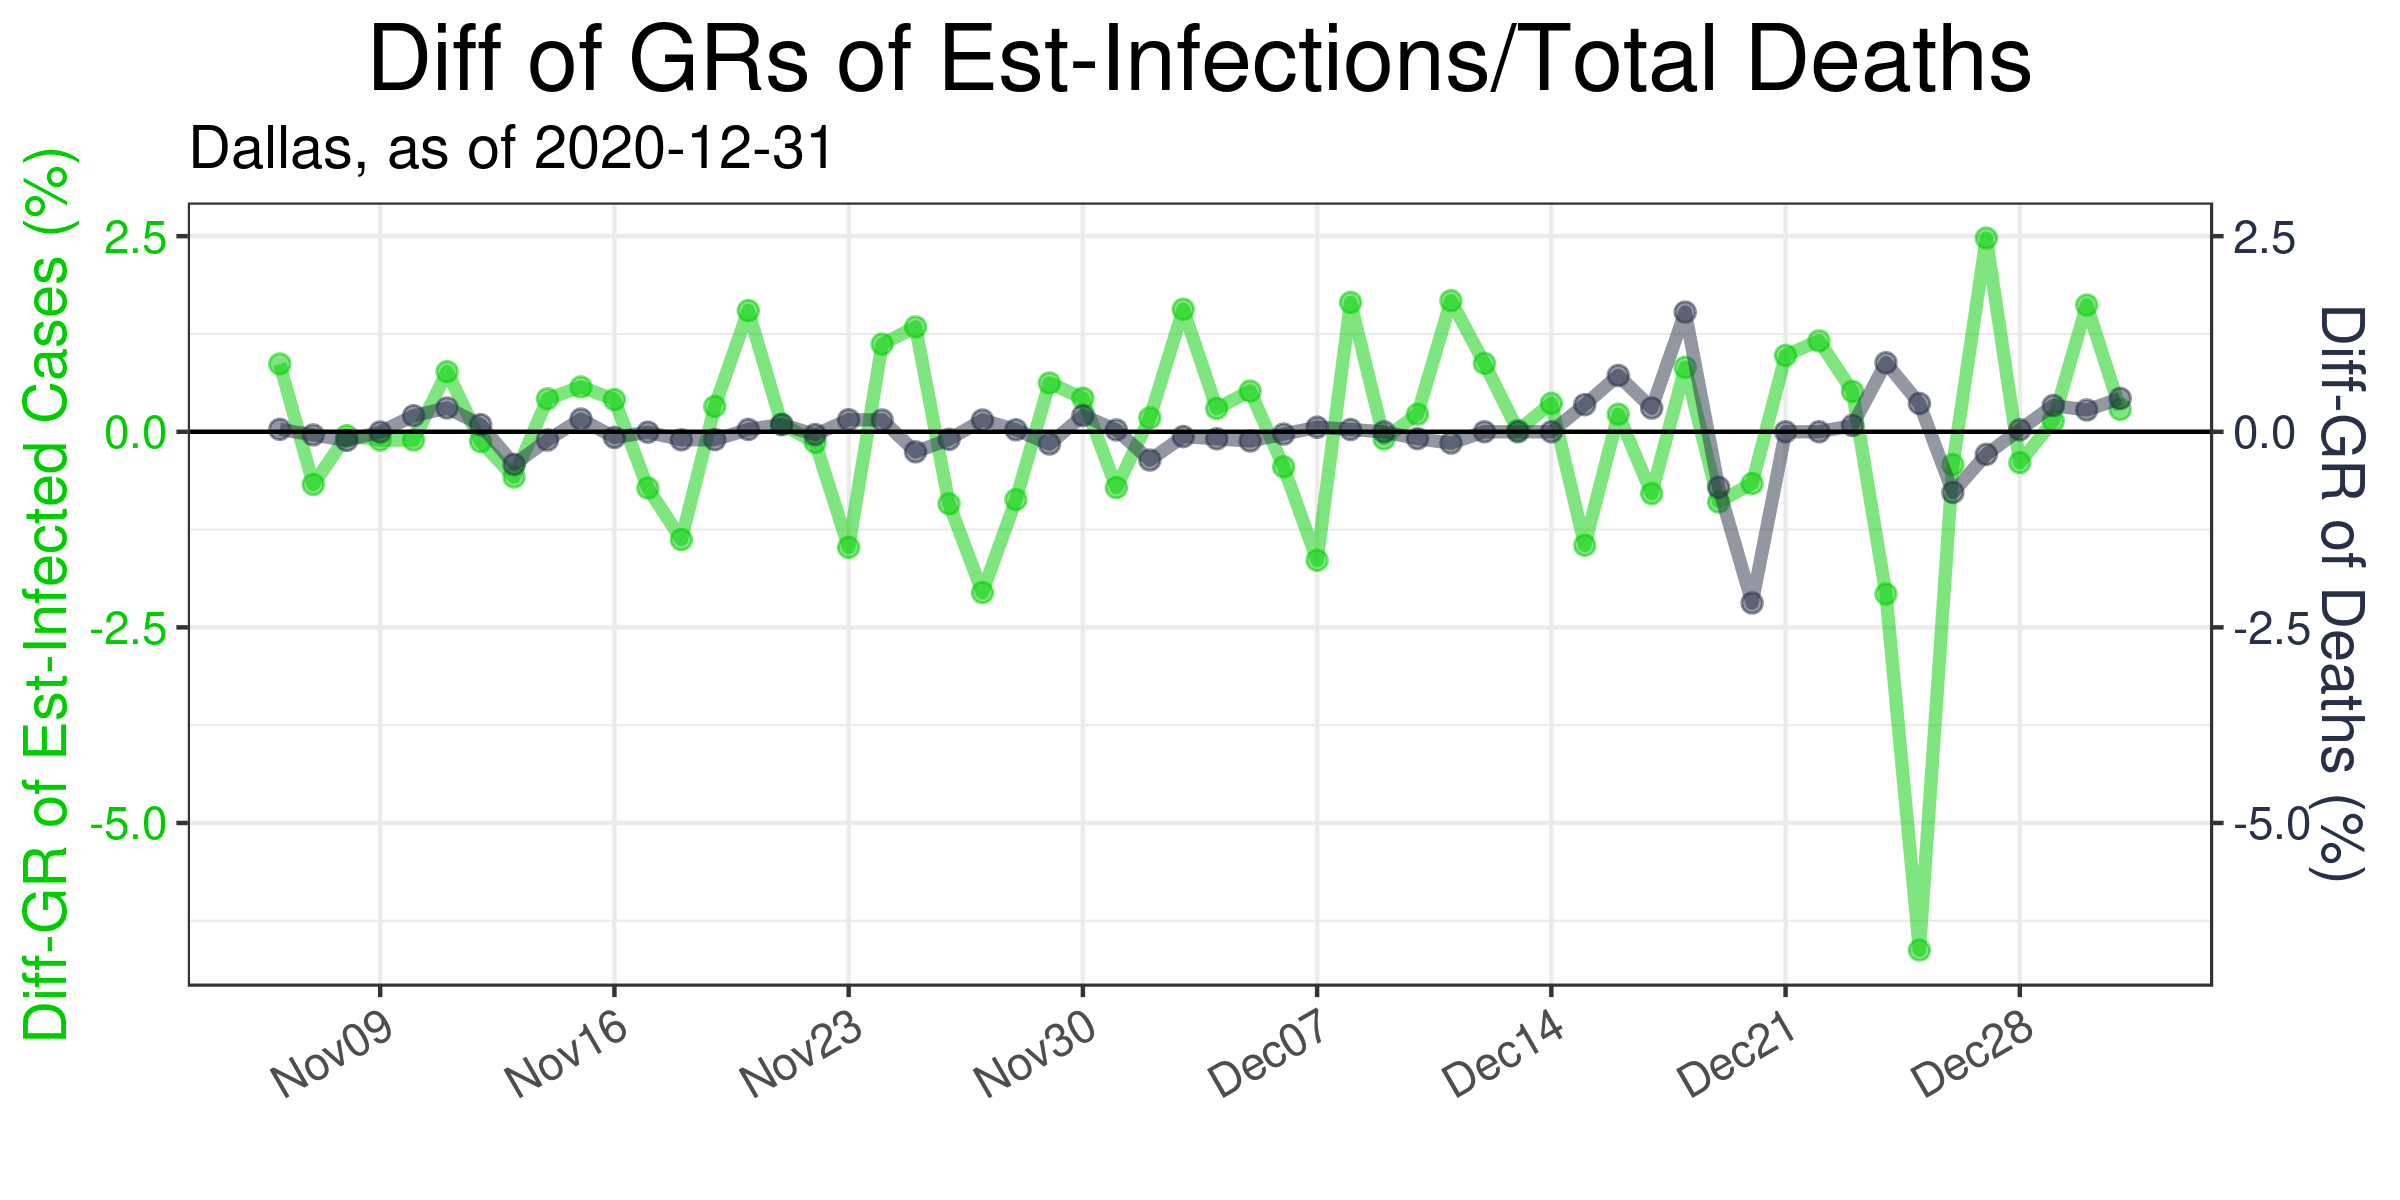 Diff of GRs of Est-Infections/Total Deaths
Dallas, as of 2020-12-31
Diff-GR of Est-Infected Cases (%)
2.5
0.0
-2.5
-5.0
2.5
0.0
-2.5
-5.0
Diff-GR of Deaths (%)
Nov09
Nov16
Nov23
Nov30
Dec07
Dec14
Dec21
Dec28